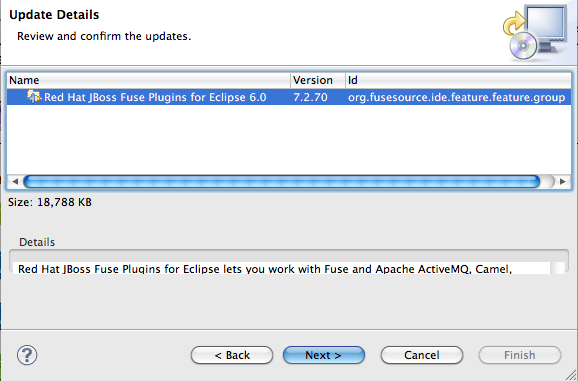 Update Details
Review and confirm the updates.
Name Version Id
Red Hat JBoss Fuse Plugins for Eclipse 6.0 7.2.70 org.fusesource.ide.feature.feature.group
Size: 18,788 KB
Details
Red Hat JBoss Fuse Plugins for Eclipse lets you work with Fuse and Apache ActiveMQ, Camel,
? < Back Next > Cancel Finish